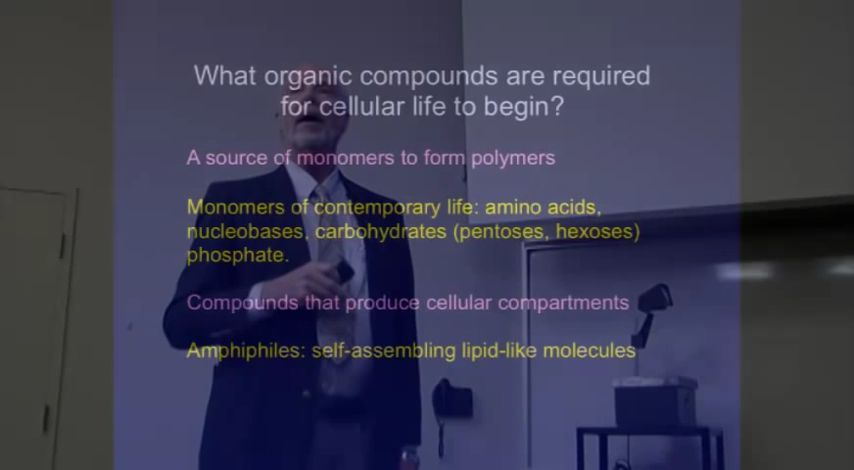 What organic compounds are required
for cellular life to begin?
A source of monomers to form polymers
Monomers of contemporary life: amino acids,
nucleobases, carbohydrates (pentoses, hexoses)
phosphate.
Compounds that produce cellular compartments
Amphiphiles: self-assembling lipid-like molecules